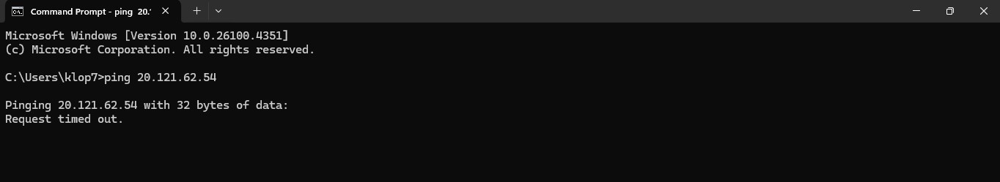 Command Prompt - ping 20.
Microsoft Windows [Version 10.0.26100.4351]
(c) Microsoft Corporation. All rights reserved.
C:\Users\klop7>ping 20.121.62.54
Pinging 20.121.62.54 with 32 bytes of data:
Request timed out.